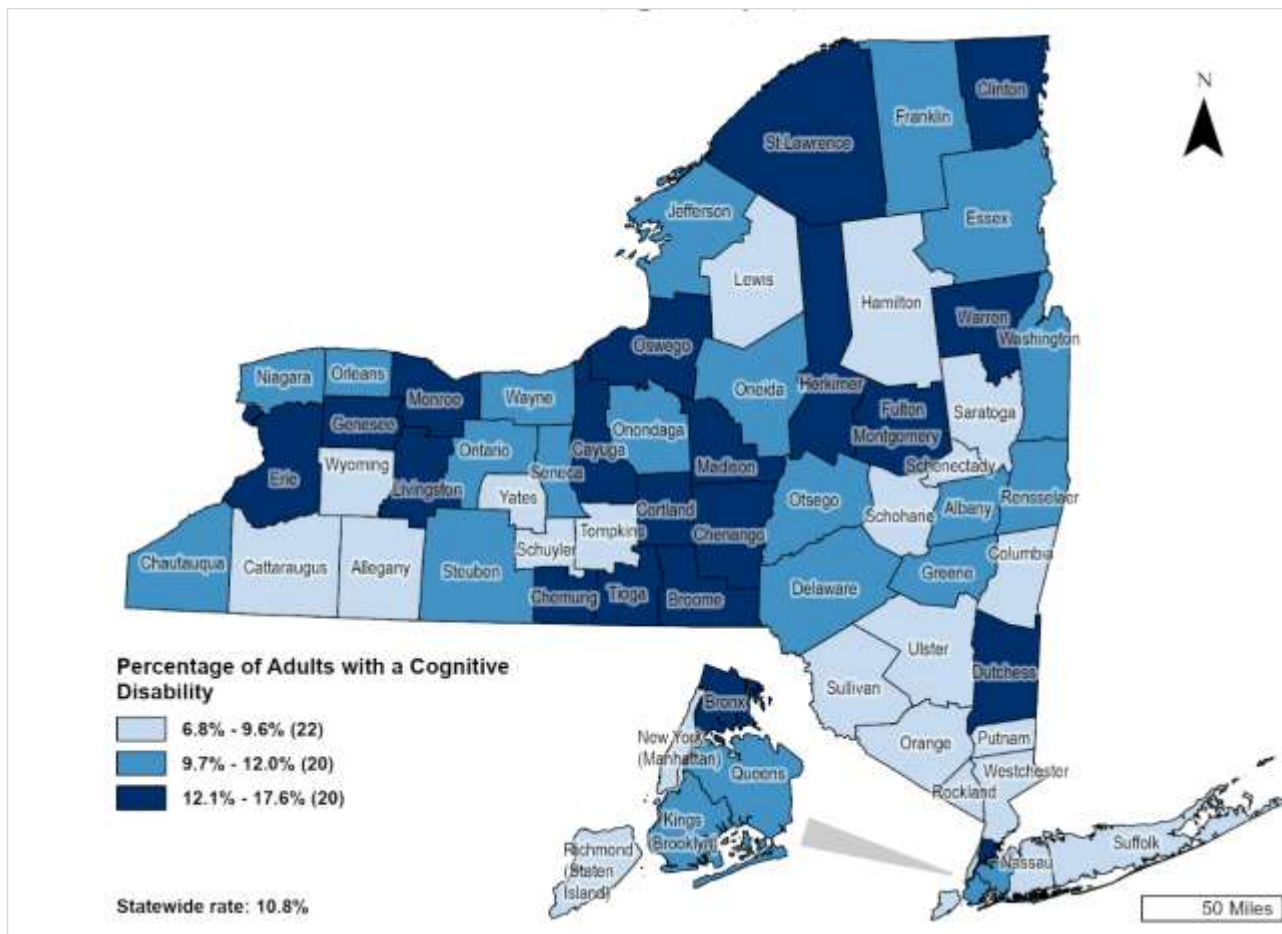 N
Clinton
Franklin
St.Lawrence
Jefferson
Essex
Lewis
Hamilton
Warron
Washington
Oswego
Oneida
Herkimer
Niagara
Orleans
Monroe
Wayne
Fulton
Saratoga
Genesee
Onondaga
Montgomery
Ontario
Cayuga
Schenectady
Wyoming
Seneca
Madison
Erie
Livingston
Yates
Otsego
Rensselaer
Cortland
Albany
Schoharie
Tompkins
Chenango
Schuyler
Columbia
Chautauqua
Cattaraugus
Allegany
Steuben
Greene
Delaware
Chemung
Tioga
Broome
Ulster
Dutchess
Sullivan
Percentage of Adults with a Cognitive
Disability
6.8% - 9.6% (22)
9.7% - 12.0% (20)
12.1% - 17.6% (20)
Bronx
New York
(Manhattan)
Queens
Orange
Putnam
Westchester
Rockland
Kings
(Brooklyn)
Richmond
(Staten
Island)
Suffolk
Nassau
Statewide rate: 10.8%
50 Miles